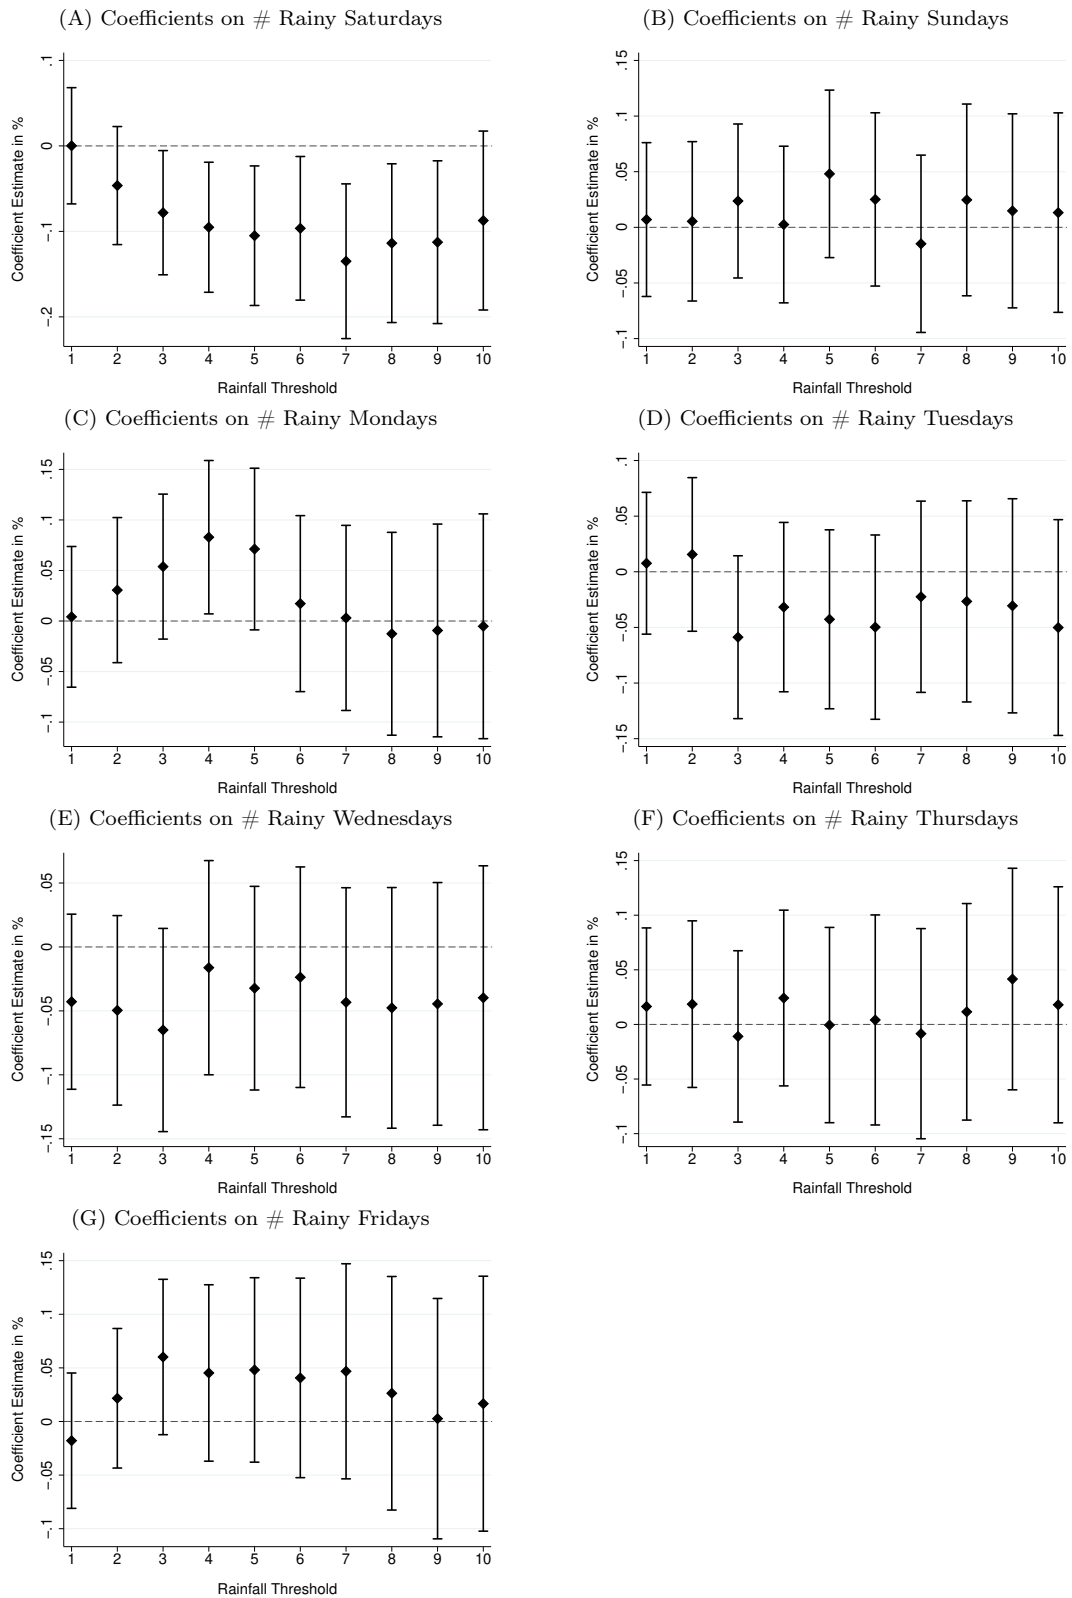 (A) Coefficients on # Rainy Saturdays
.1
0
-.1
-.2
Coefficient Estimate in %
1 2 3 4 5 6 7 8 9 10
Rainfall Threshold
(B) Coefficients on # Rainy Sundays
.15
.1
.05
0
-.05
-.1
Coefficient Estimate in %
1 2 3 4 5 6 7 8 9 10
Rainfall Threshold
(C) Coefficients on # Rainy Mondays
.15
.1
.05
0
-.05
-.1
Coefficient Estimate in %
1 2 3 4 5 6 7 8 9 10
Rainfall Threshold
(D) Coefficients on # Rainy Tuesdays
.1
.05
0
-.05
-.1
-.15
Coefficient Estimate in %
1 2 3 4 5 6 7 8 9 10
Rainfall Threshold
(E) Coefficients on # Rainy Wednesdays
.05
0
-.05
-.1
-.15
Coefficient Estimate in %
1 2 3 4 5 6 7 8 9 10
Rainfall Threshold
(F) Coefficients on # Rainy Thursdays
.15
.1
.05
0
-.05
-.1
Coefficient Estimate in %
1 2 3 4 5 6 7 8 9 10
Rainfall Threshold
(G) Coefficients on # Rainy Fridays
.15
.1
.05
0
-.05
-.1
Coefficient Estimate in %
1 2 3 4 5 6 7 8 9 10
Rainfall Threshold